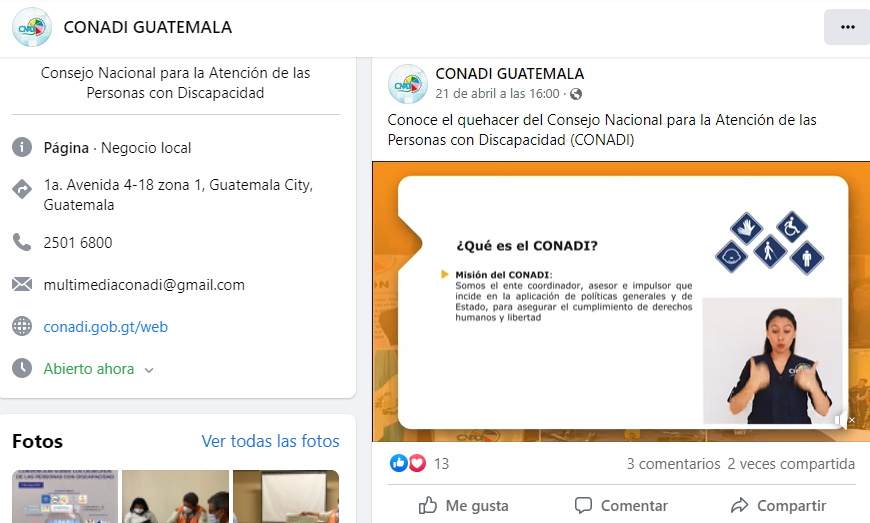 CONADI GUATEMALA
Consejo Nacional para la Atención de las
Personas con Discapacidad
Página · Negocio local
1a. Avenida 4-18 zona 1, Guatemala City,
Guatemala
2501 6800
multimediaconadi@gmail.com
conadi.gob.gt/web
Abierto ahora
Fotos
Ver todas las fotos
DE LAS PERSONAS CON DISCAPACIDAD
CONADI GUATEMALA
21 de abril a las 16:00 ·
Conoce el quehacer del Consejo Nacional para la Atención de las
Personas con Discapacidad (CONADI)
¿Qué es el CONADI?
Misión del CONADI:
Somos el ente coordinador, asesor e impulsor que
incide en la aplicación de políticas generales y de
Estado, para asegurar el cumplimiento de derechos
humanos y libertad
13
3 comentarios 2 veces compartida
Me gusta
Comentar
Compartir